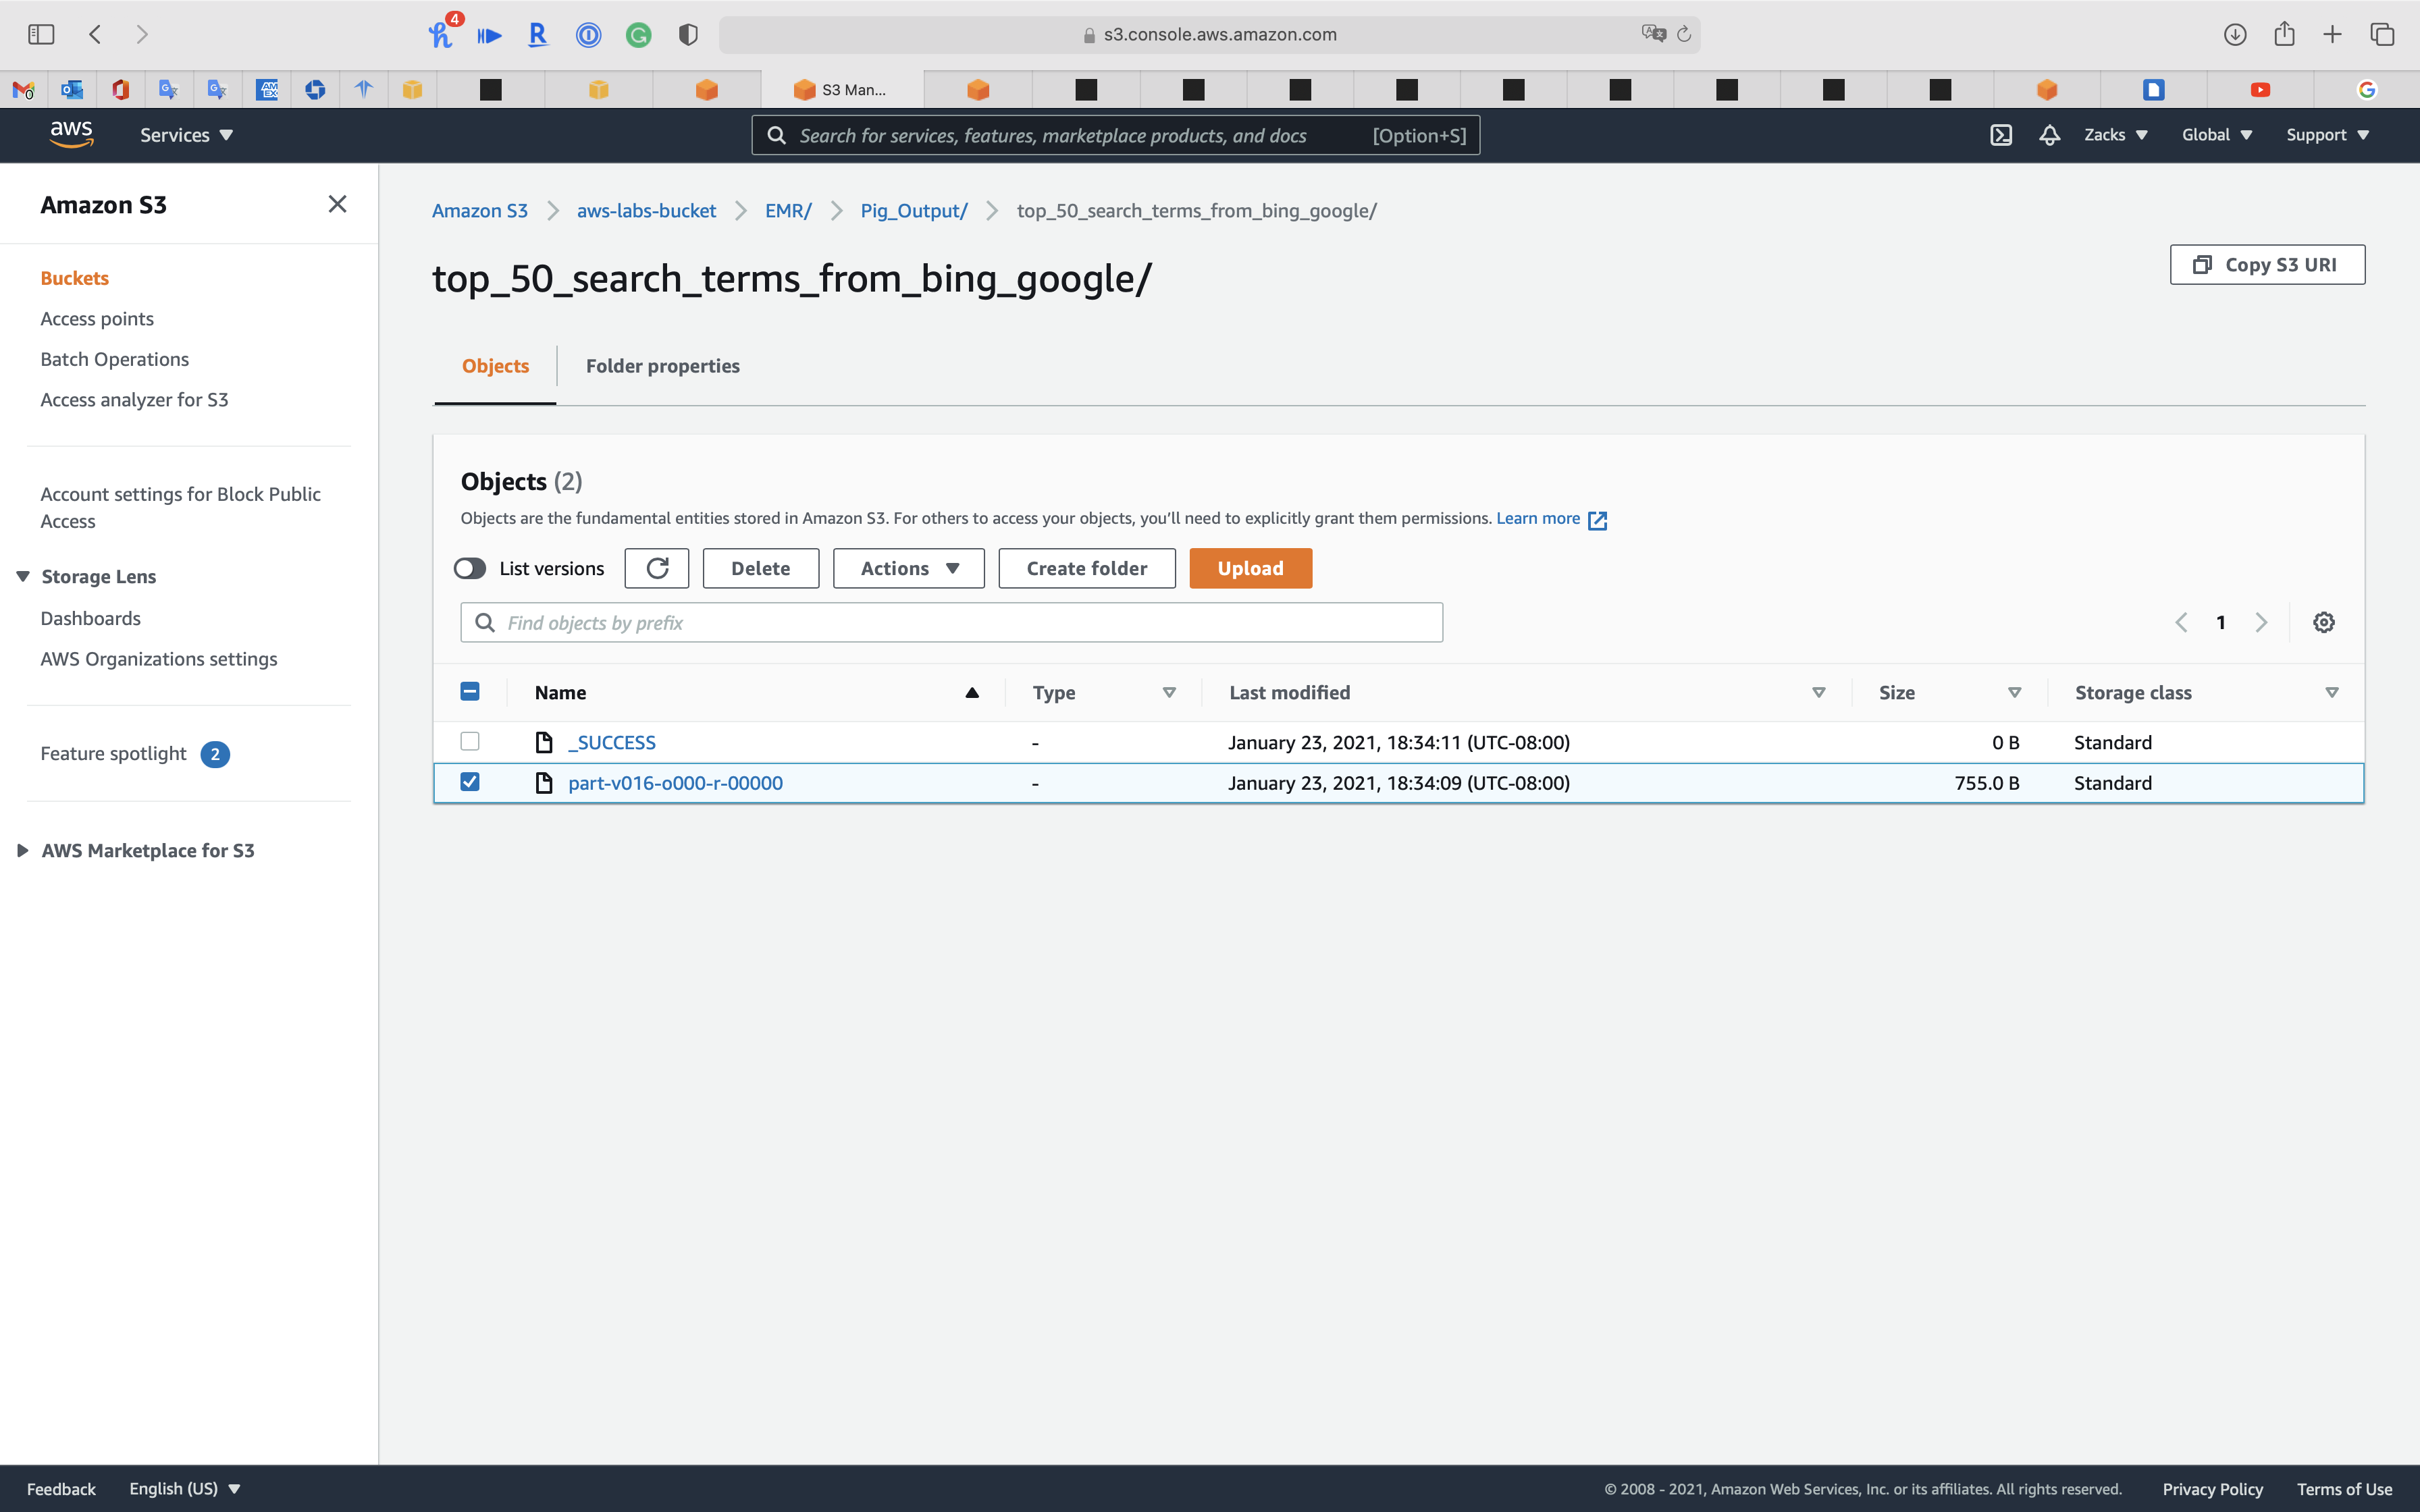 4
s3.console.aws.amazon.com
S3 Man...
aws
Services
Search for services, features, marketplace products, and docs [Option+S]
Zacks
Global
Support
Amazon S3
Buckets
Access points
Batch Operations
Access analyzer for S3
Account settings for Block Public
Access
Storage Lens
Dashboards
AWS Organizations settings
Feature spotlight 2
AWS Marketplace for S3
Amazon S3 aws-labs-bucket EMR/ Pig_Output/ top_50_search_terms_from_bing_google/
top_50_search_terms_from_bing_google/
Copy S3 URI
Objects Folder properties
Objects (2)
Objects are the fundamental entities stored in Amazon S3. For others to access your objects, you’ll need to explicitly grant them permissions. Learn more
List versions Delete Actions Create folder Upload
Find objects by prefix
1
Name Type Last modified Size Storage class
_SUCCESS - January 23, 2021, 18:34:11 (UTC-08:00) 0 B Standard
part-v016-o000-r-00000 - January 23, 2021, 18:34:09 (UTC-08:00) 755.0 B Standard
Feedback English (US) © 2008 - 2021, Amazon Web Services, Inc. or its affiliates. All rights reserved. Privacy Policy Terms of Use